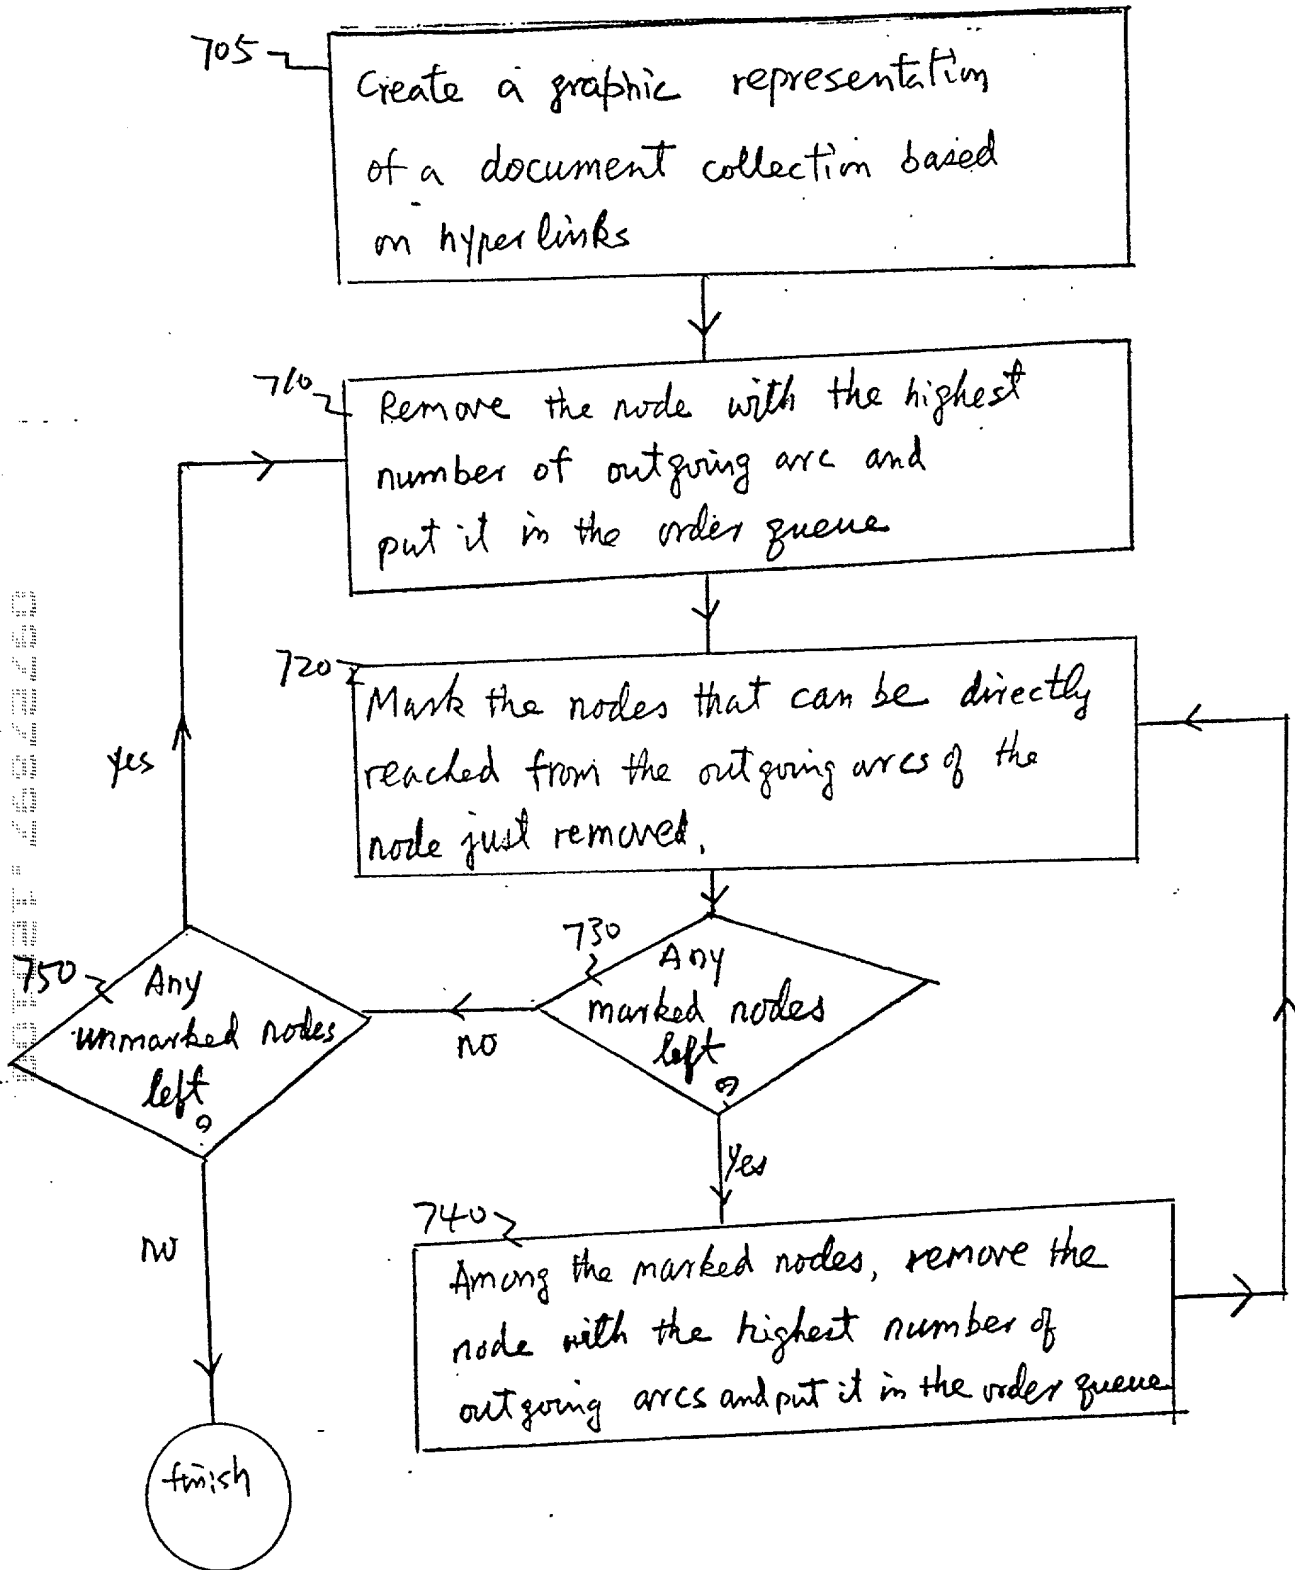 705
Create a graphic representation
of a document collection based
on hyperlinks
710
Remove the node with the highest
number of outgoing arc and
put it in the order queue
720
Mark the nodes that can be directly
reached from the outgoing arcs of the
node just removed.
yes
730
Any
marked nodes
left?
no
750
Any
unmarked nodes
left?
Yes
no
740
Among the marked nodes, remove the
node with the highest number of
outgoing arcs and put it in the order queue
finish